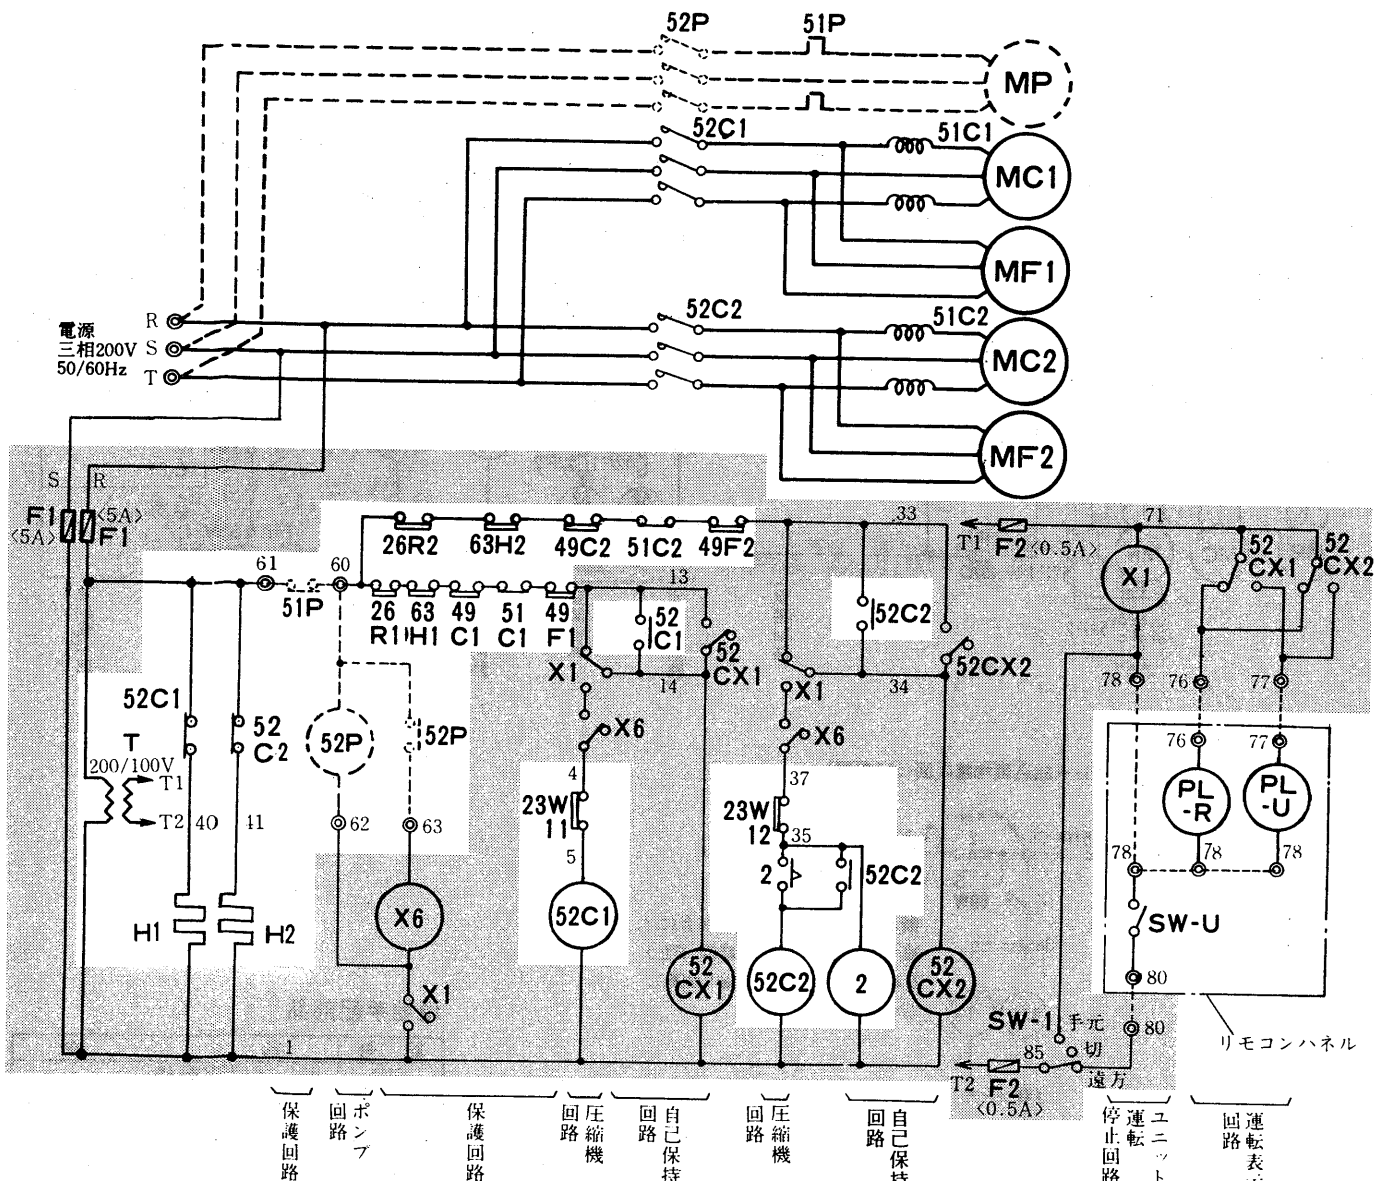 52P
51P
MP
52C1
51C1
MC1
MF1
52C2
51C2
MC2
MF2
電源
三相200V
50/60Hz
R
S
T
S
R
F1
<5A>
<5A>
F1
26R2
63H2
49C2
51C2
49F2
33
71
T1
F2
<0.5A>
X1
52
CX1
52
CX2
61
60
51P
26
R1
63
H1
49
C1
51
C1
49
F1
13
52
C1
52
CX1
X1
14
52C2
52CX2
X1
34
78
76
77
52C1
52
C2
52P
52P
X6
X6
T
200/100V
T1
T2
40
41
62
63
4
23W
11
5
37
23W
12
35
2
52C2
76
77
PL
-R
PL
-U
78
78
78
SW-U
80
H1
H2
X6
52C1
52
CX1
52C2
2
52
CX2
X1
SW-1
手元
切
遠方
80
85
リモコンパネル
1
T2
F2
<0.5A>
保護回路
ポンプ
回路
保護回路
圧縮機
回路
自己保持
回路
圧縮機
回路
自己保持
回路
ユニット
運転
停止回路
運転表
回路